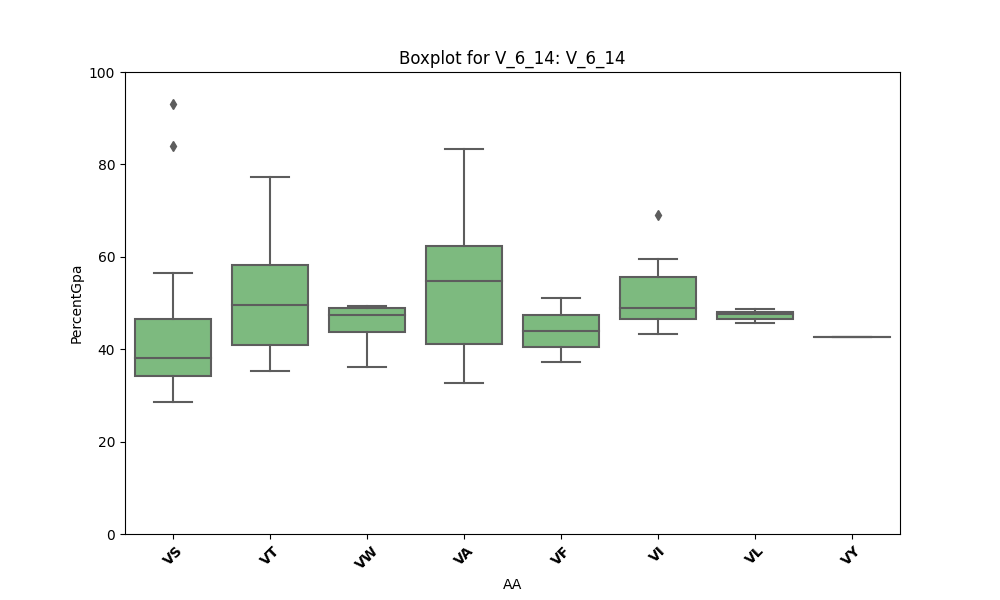 Boxplot for V_6_14: V_6_14
PercentGpa
100
80
60
40
20
0
VS
VT
VW
VA
VF
VI
VL
VY
AA